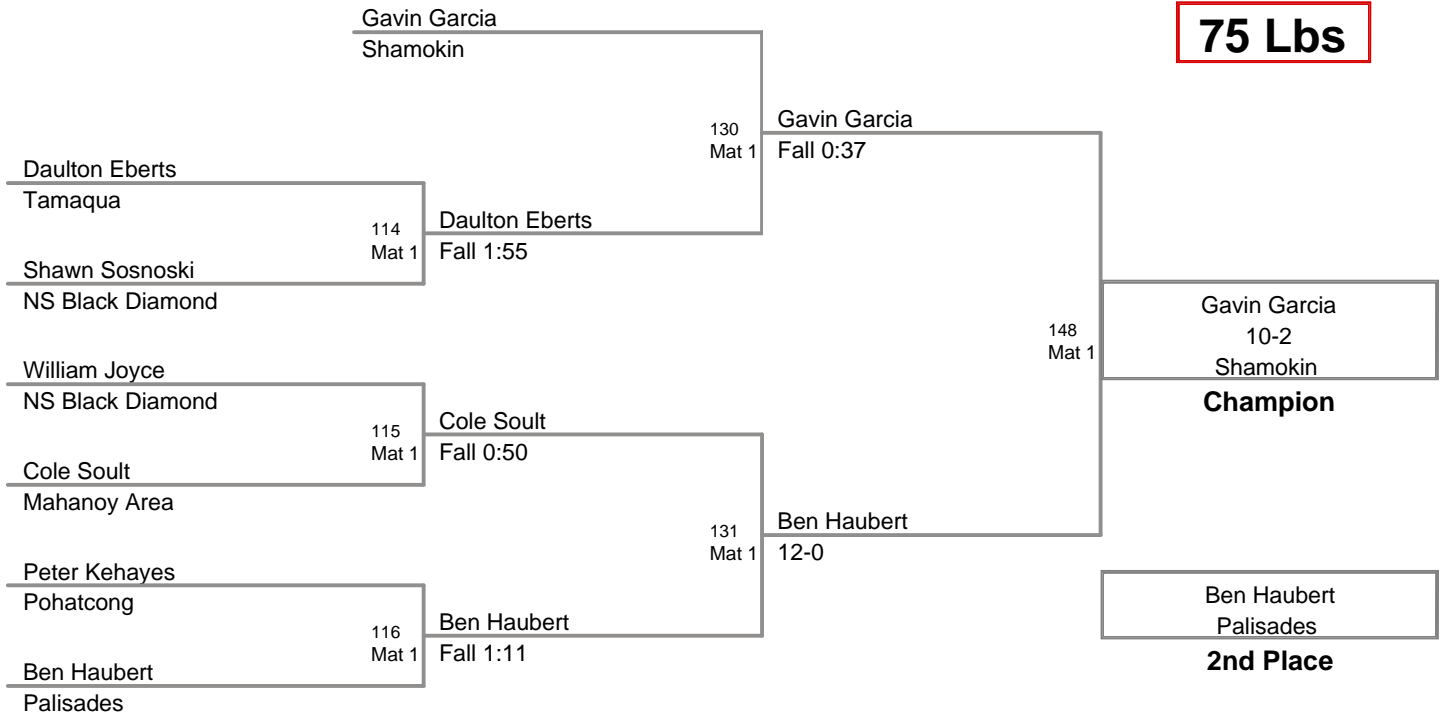 Gavin Garcia
Shamokin
75 Lbs
130
Mat 1
Gavin Garcia
Fall 0:37
Daulton Eberts
Tamaqua
114
Mat 1
Daulton Eberts
Fall 1:55
Shawn Sosnoski
NS Black Diamond
William Joyce
NS Black Diamond
115
Mat 1
Cole Soult
Fall 0:50
Cole Soult
Mahanoy Area
131
Mat 1
Ben Haubert
12-0
Peter Kehayes
Pohatcong
116
Mat 1
Ben Haubert
Fall 1:11
Ben Haubert
Palisades
148
Mat 1
Gavin Garcia
10-2
Shamokin
Champion
Ben Haubert
Palisades
2nd Place